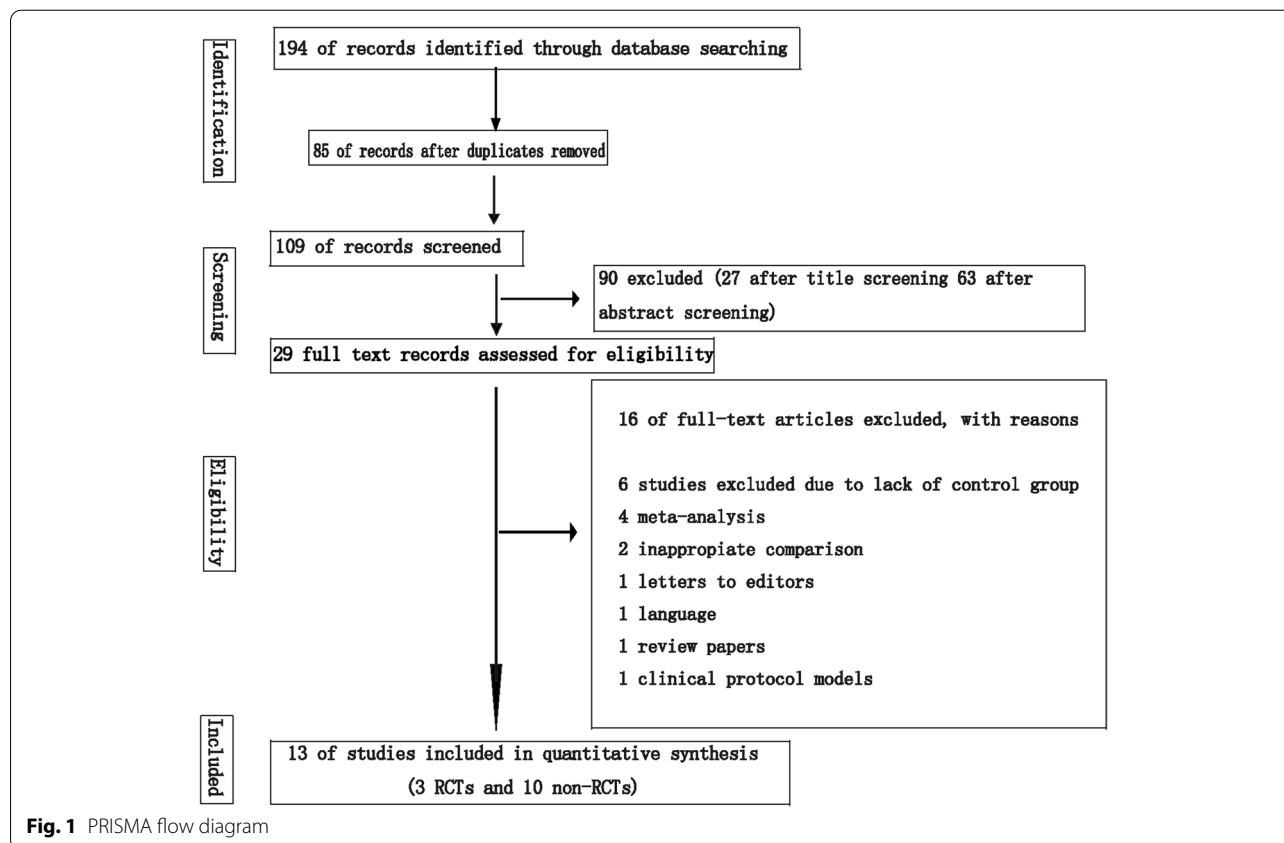 Identification
194 of records identified through database searching
85 of records after duplicates removed
Screening
109 of records screened
90 excluded (27 after title screening 63 after
abstract screening)
29 full text records assessed for eligibility
Eligibility
16 of full-text articles excluded, with reasons
6 studies excluded due to lack of control group
4 meta-analysis
2 inappropiate comparison
1 letters to editors
1 language
1 review papers
1 clinical protocol models
Included
13 of studies included in quantitative synthesis
(3 RCTs and 10 non-RCTs)
Fig. 1 PRISMA flow diagram